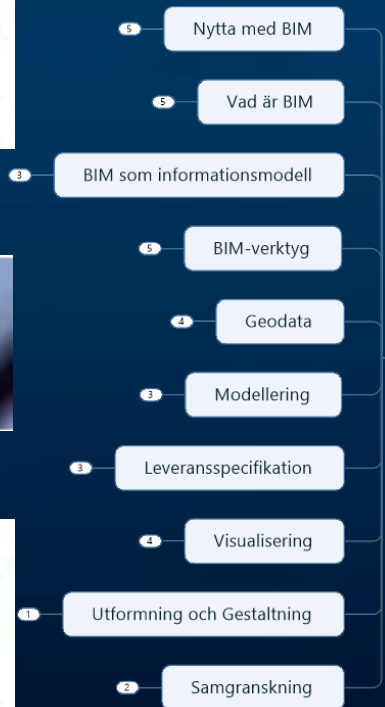 5 Nytta med BIM
5 Vad är BIM
3 BIM som informationsmodell
5 BIM-verktyg
4 Geodata
3 Modellering
3 Leveransspecifikation
4 Visualisering
1 Utformning och Gestaltning
2 Samgranskning